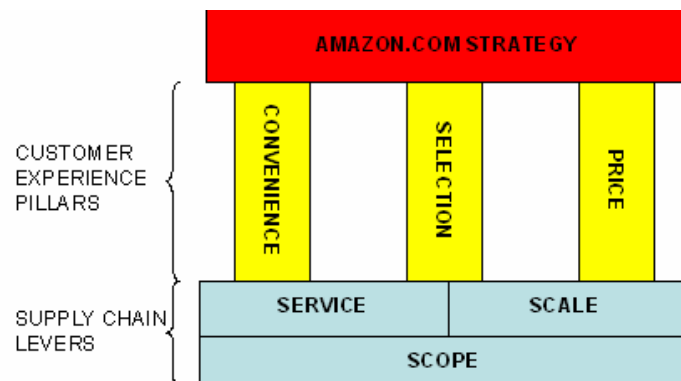 AMAZON.COM STRATEGY
CUSTOMER
EXPERIENCE
PILLARS
CONVENIENCE
SELECTION
PRICE
SUPPLY CHAIN
LEVERS
SERVICE
SCALE
SCOPE